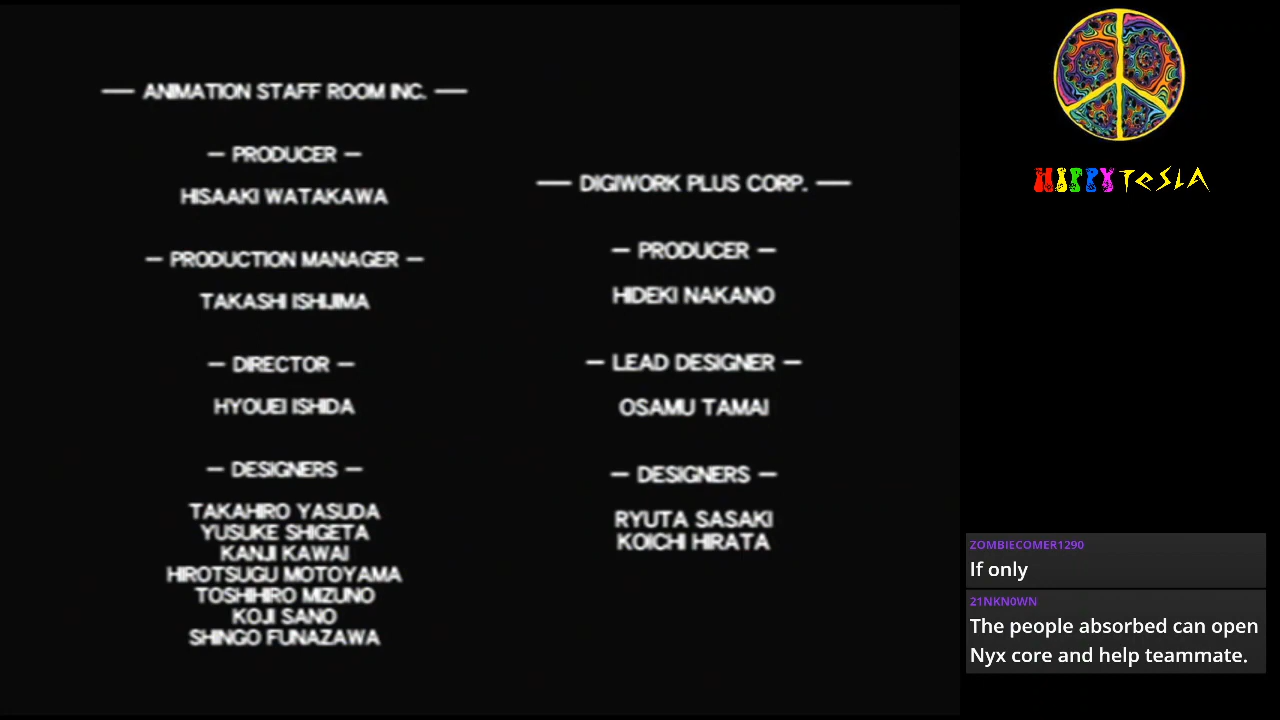 — ANIMATION STAFF ROOM INC. —
— PRODUCER —
HISAAKI WATAKAWA
— PRODUCTION MANAGER —
TAKASHI ISHIJIMA
— DIRECTOR —
HYOUEI ISHIDA
— DESIGNERS —
TAKAHIRO YASUDA
YUSUKE SHIGETA
KANJI KAWAI
HIROTSUGU MOTOYAMA
TOSHIHIRO MIZUNO
KOJI SANO
SHINGO FUNAZAWA
— DIGIWORK PLUS CORP. —
— PRODUCER —
HIDEKI NAKANO
— LEAD DESIGNER —
OSAMU TAMAI
— DESIGNERS —
RYUTA SASAKI
KOICHI HIRATA
HIPPYTeSLA
ZOMBIECOMER1290
If only
21NKN0WN
The people absorbed can open
Nyx core and help teammate.